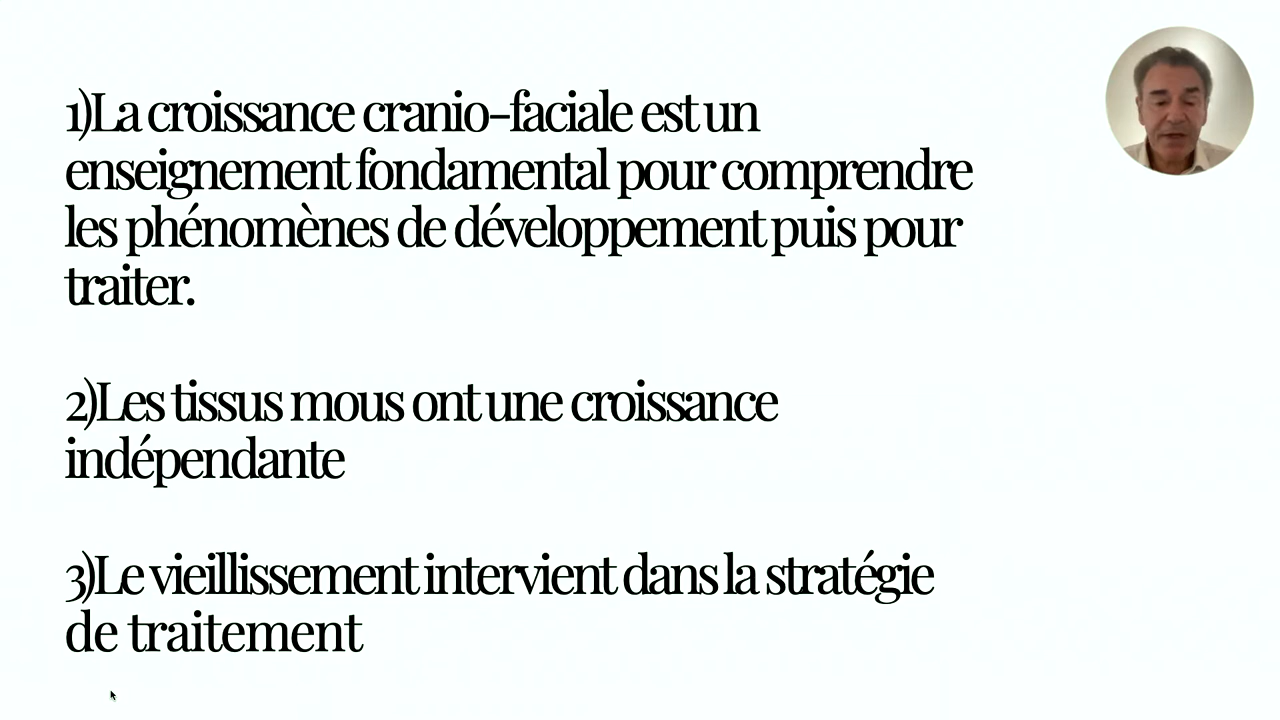 1)La croissance cranio-faciale est un
enseignement fondamental pour comprendre
les phénomènes de développement puis pour
traiter.
2)Les tissus mous ont une croissance
indépendante
3)Le vieillissement intervient dans la stratégie
de traitement